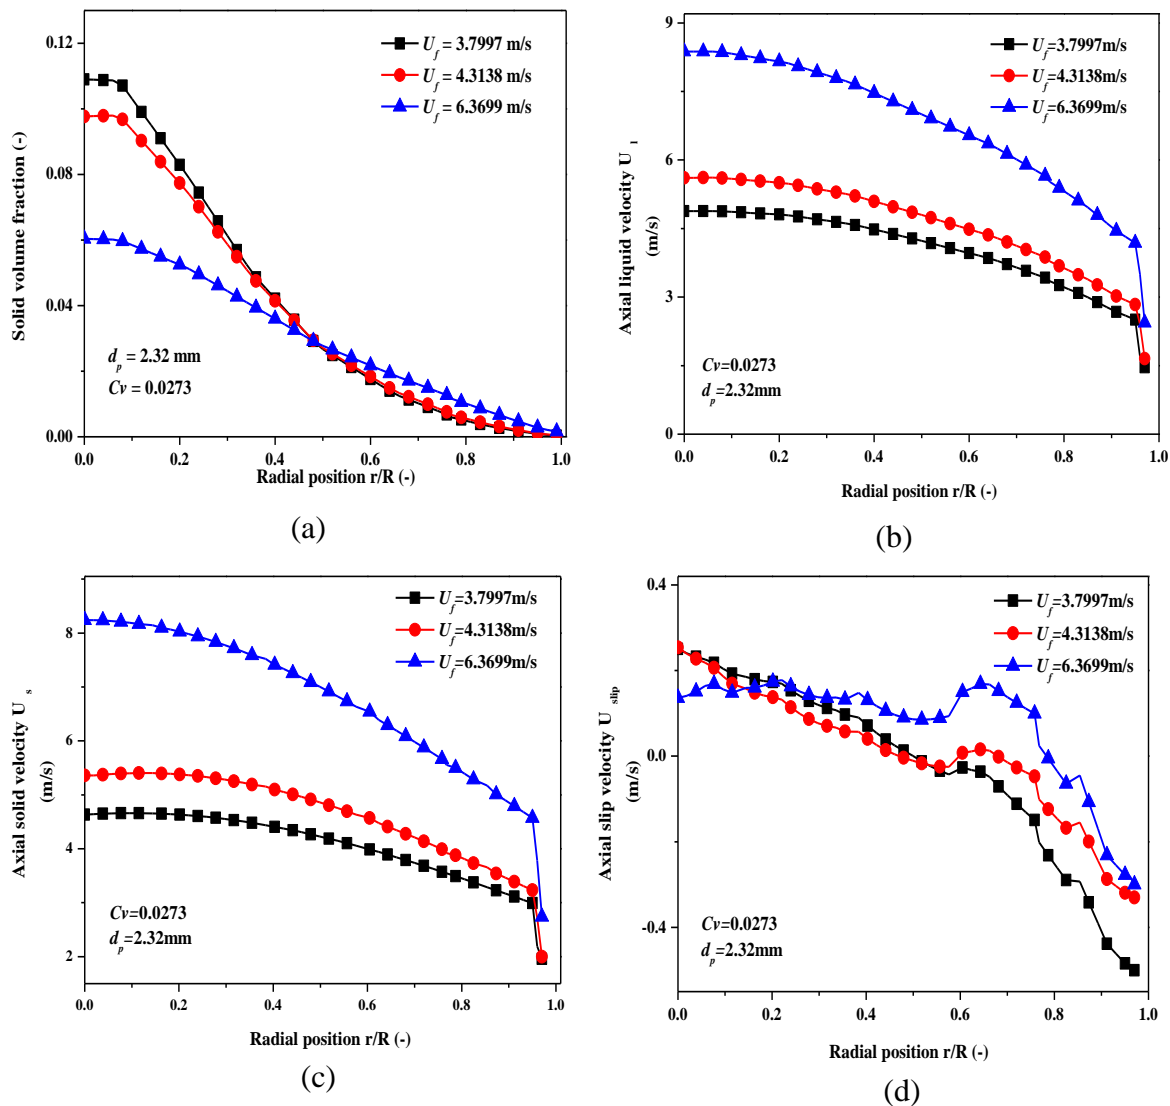 0.12
0.08
0.04
0.00
Solid volume fraction (-)
U_f = 3.7997 m/s
U_f = 4.3138 m/s
U_f = 6.3699 m/s
d_p = 2.32 mm
Cv = 0.0273
0.0 0.2 0.4 0.6 0.8 1.0
Radial position r/R (-)
(a)
9
6
3
0
Axial liquid velocity U_l
(m/s)
U_f=3.7997m/s
U_f=4.3138m/s
U_f=6.3699m/s
Cv=0.0273
d_p=2.32mm
0.0 0.2 0.4 0.6 0.8 1.0
Radial position r/R (-)
(b)
8
6
4
2
Axial solid velocity U_s
(m/s)
U_f=3.7997m/s
U_f=4.3138m/s
U_f=6.3699m/s
Cv=0.0273
d_p=2.32mm
0.0 0.2 0.4 0.6 0.8 1.0
Radial position r/R (-)
(c)
0.4
0.0
-0.4
Axial slip velocity U_slip
(m/s)
U_f=3.7997m/s
U_f=4.3138m/s
U_f=6.3699m/s
Cv=0.0273
d_p=2.32mm
0.0 0.2 0.4 0.6 0.8 1.0
Radial position r/R (-)
(d)